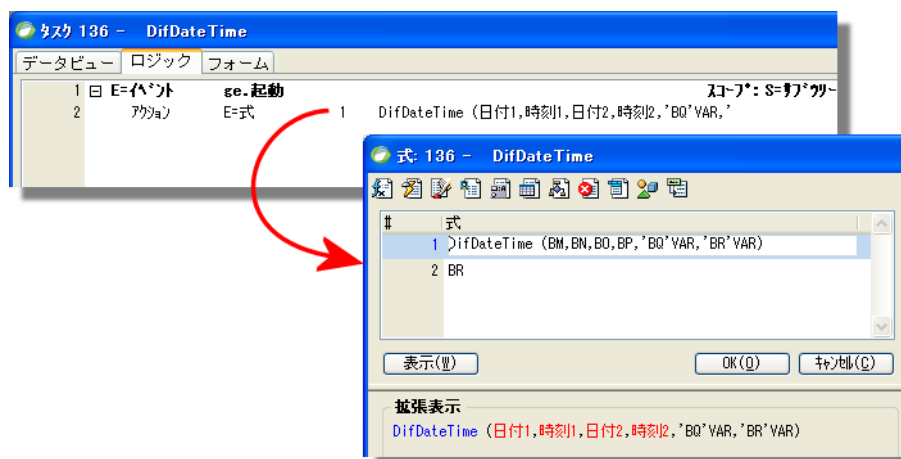 タスク 136 - DifDateTime
データビュー ロジック フォーム
1 E=イベント ge.起動 スコープ: S=サブツリー
2 アクション E=式 1 DifDateTime (日付1,時刻1,日付2,時刻2,'BQ'VAR,'
式: 136 - DifDateTime
# 式
1 DifDateTime (BM,BN,BO,BP,'BQ'VAR,'BR'VAR)
2 BR
表示(W) OK(O) キャンセル(C)
拡張表示
DifDateTime (日付1,時刻1,日付2,時刻2,'BQ'VAR,'BR'VAR)